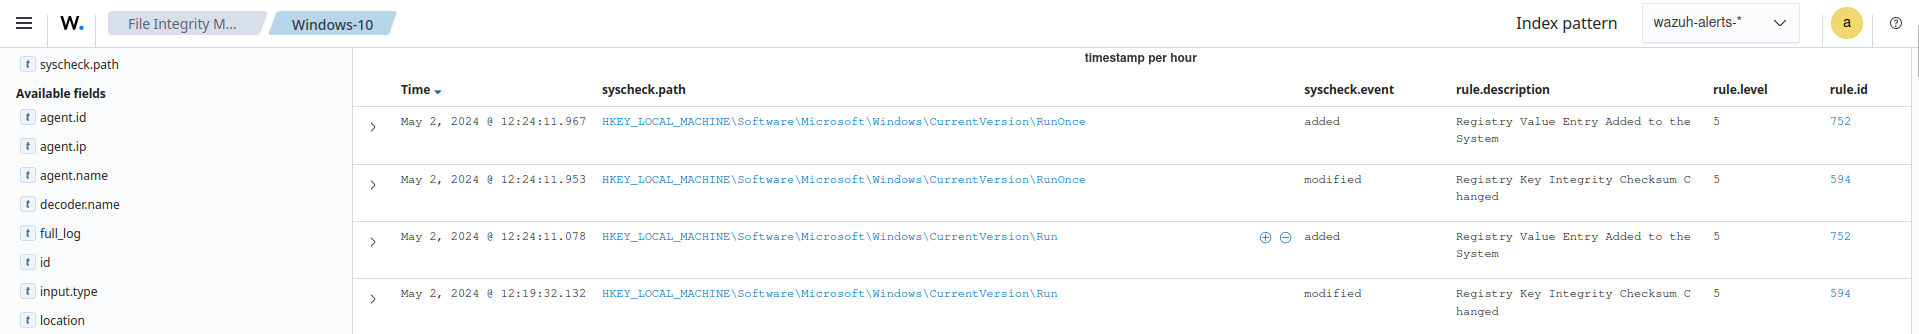 W.
File Integrity M...
Windows-10
Index pattern
wazuh-alerts-*
a
?
t syscheck.path
Available fields
t agent.id
t agent.ip
t agent.name
t decoder.name
t full_log
t id
t input.type
t location
timestamp per hour
Time syscheck.path syscheck.event rule.description rule.level rule.id
May 2, 2024 @ 12:24:11.967 HKEY_LOCAL_MACHINE\Software\Microsoft\Windows\CurrentVersion\RunOnce added Registry Value Entry Added to the 5 752
System
May 2, 2024 @ 12:24:11.953 HKEY_LOCAL_MACHINE\Software\Microsoft\Windows\CurrentVersion\RunOnce modified Registry Key Integrity Checksum C 5 594
hanged
May 2, 2024 @ 12:24:11.078 HKEY_LOCAL_MACHINE\Software\Microsoft\Windows\CurrentVersion\Run added Registry Value Entry Added to the 5 752
System
May 2, 2024 @ 12:19:32.132 HKEY_LOCAL_MACHINE\Software\Microsoft\Windows\CurrentVersion\Run modified Registry Key Integrity Checksum C 5 594
hanged